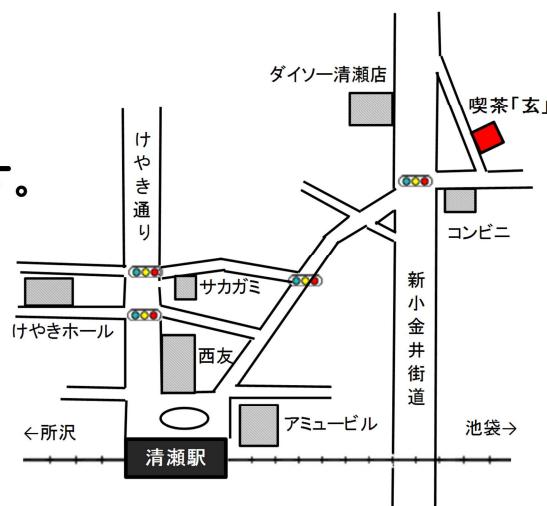 ダイソー清瀬店
喫茶「玄」
けやき通り
。
コンビニ
サカガミ
けやきホール
新小金井街道
西友
アミュービル
←所沢
池袋→
清瀬駅